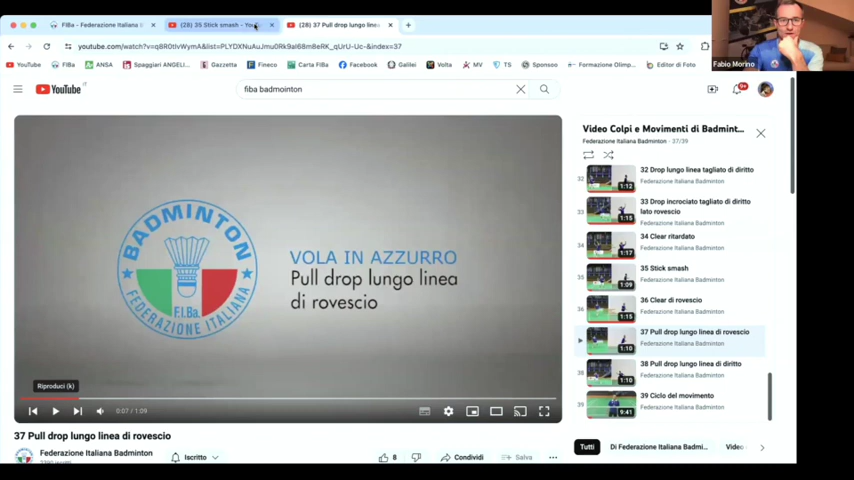 FIBa - Federazione Italiana B
(28) 35 Stick smash - You
(28) 37 Pull drop lungo line
youtube.com/watch?v=q8R0tIvWymA&list=PLYDXNuAuJmu0Rk9aI68m8eRK_qUrU-Uc-&index=37
YouTube
FIBa
ANSA
Spaggiari ANGELI...
Gazzetta
Fineco
Carta FIBa
Facebook
Galilei
Volta
MV
TS
Sponsoo
Formazione Olimp...
Editor di Foto
Fabio Morino
YouTube
IT
fiba badmointon
9+
BADMINTON
F.I.Ba.
FEDERAZIONE ITALIANA
VOLA IN AZZURRO
Pull drop lungo linea
di rovescio
Riproduci (k)
0:07 / 1:09
37 Pull drop lungo linea di rovescio
Federazione Italiana Badminton
Iscritto
8
Condividi
Salva
Video Colpi e Movimenti di Badmint...
Federazione Italiana Badminton - 37/39
32
1:12
32 Drop lungo linea tagliato di diritto
Federazione Italiana Badminton
33
1:15
33 Drop incrociato tagliato di diritto
lato rovescio
Federazione Italiana Badminton
34
1:17
34 Clear ritardato
Federazione Italiana Badminton
35
1:09
35 Stick smash
Federazione Italiana Badminton
36
1:15
36 Clear di rovescio
Federazione Italiana Badminton
1:10
37 Pull drop lungo linea di rovescio
Federazione Italiana Badminton
38
1:10
38 Pull drop lungo linea di diritto
Federazione Italiana Badminton
39
9:41
39 Ciclo del movimento
Federazione Italiana Badminton
Tutti
Di Federazione Italiana Badmi...
Video